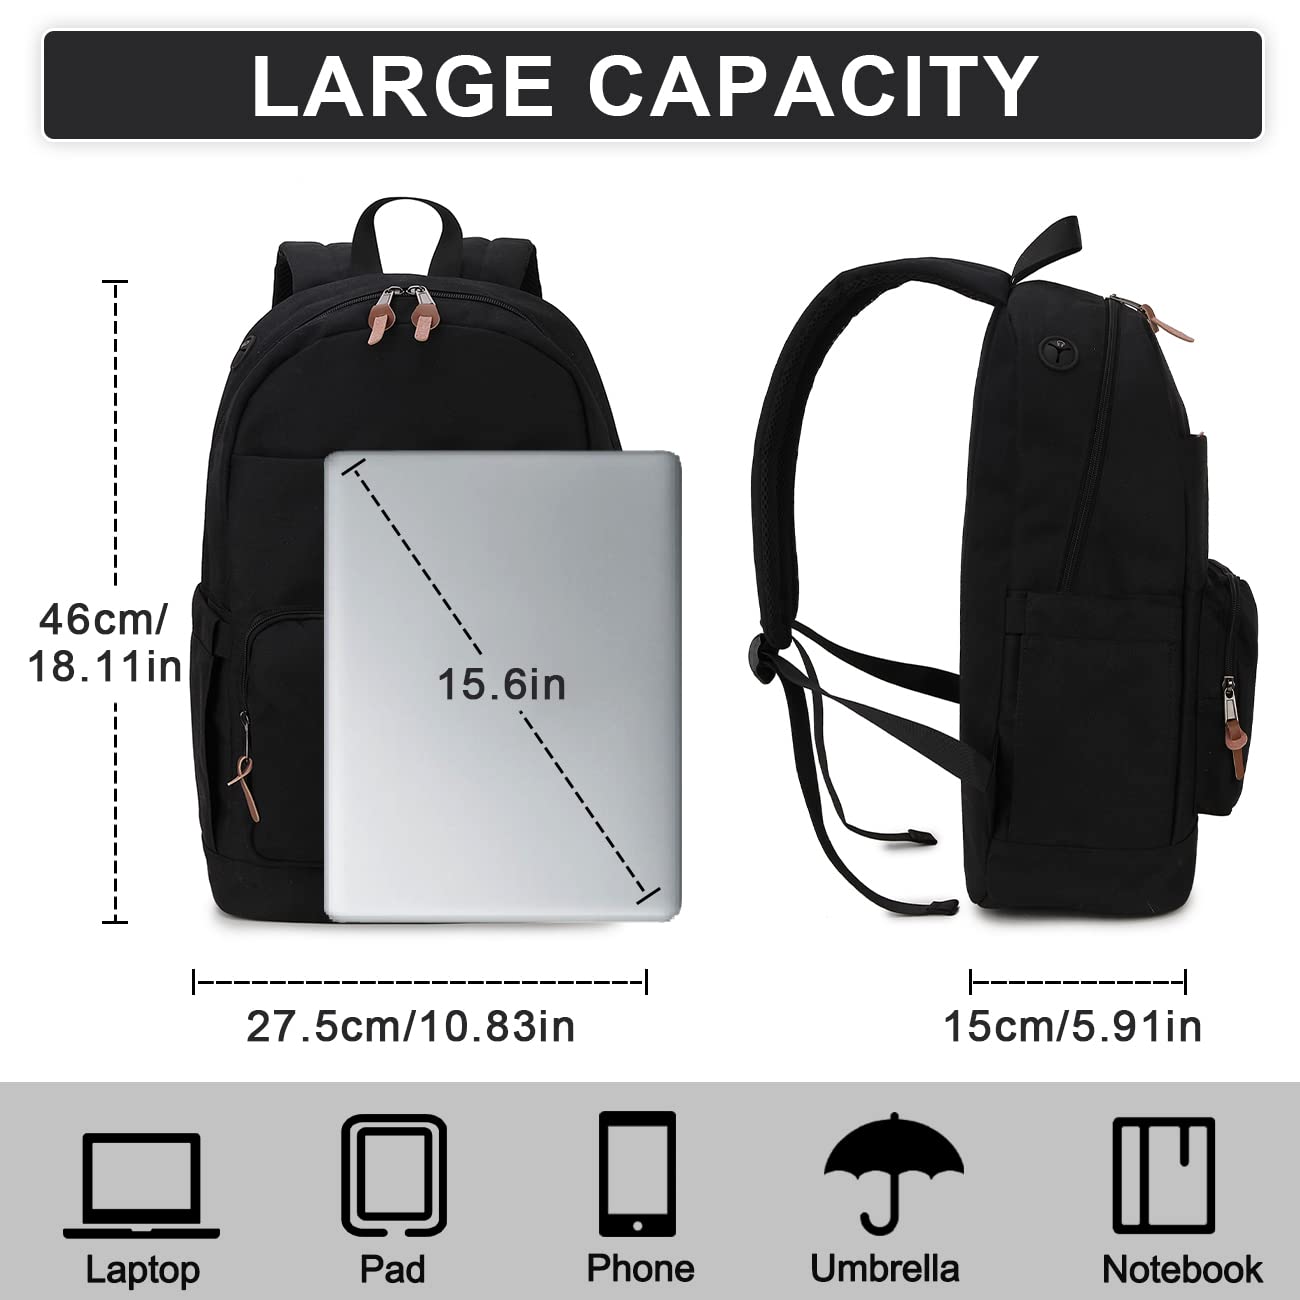 LARGE CAPACITY
46cm/
18.11in
15.6in
27.5cm/10.83in
15cm/5.91in
Laptop
Pad
Phone
Umbrella
Notebook